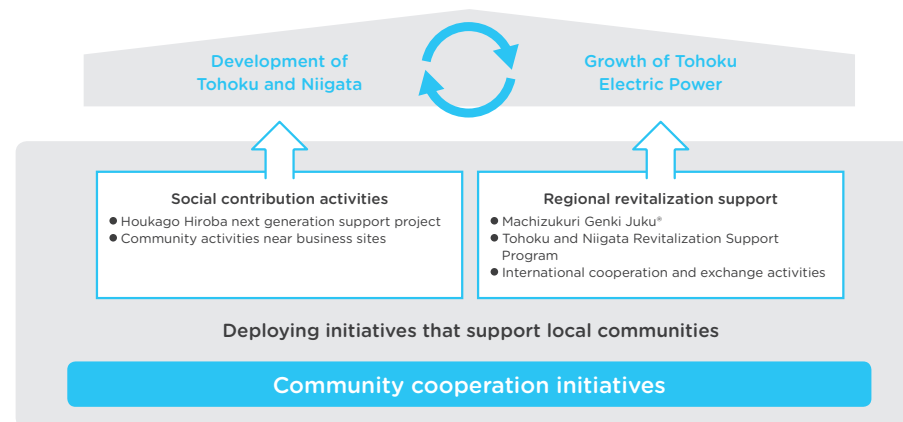 Development of
Tohoku and Niigata
Growth of Tohoku
Electric Power
Social contribution activities
● Houkago Hiroba next generation support project
● Community activities near business sites
Regional revitalization support
● Machizukuri Genki Juku®
● Tohoku and Niigata Revitalization Support
Program
● International cooperation and exchange activities
Deploying initiatives that support local communities
Community cooperation initiatives